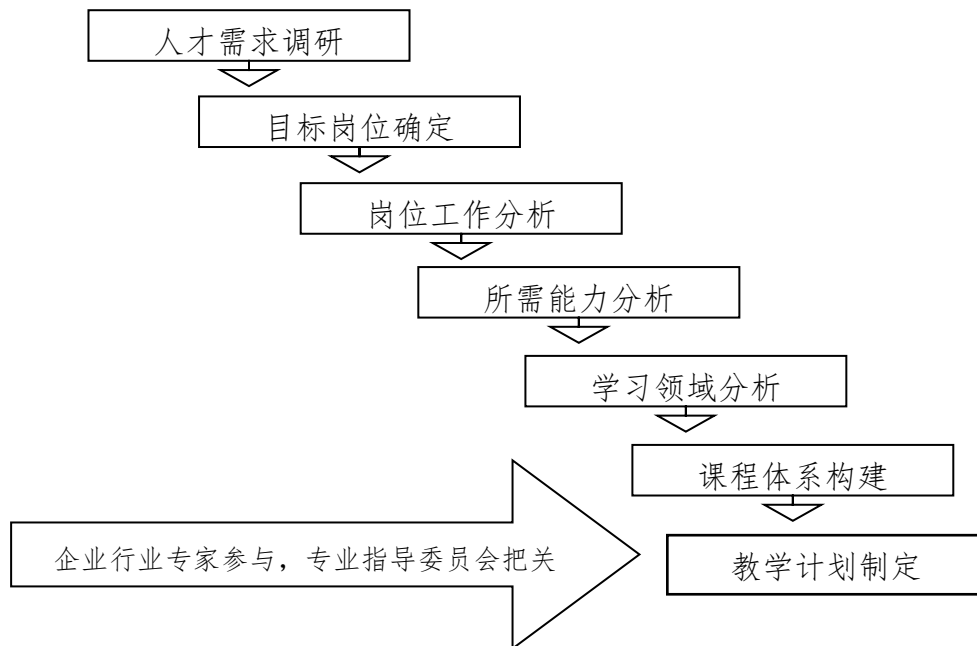 人才需求调研
目标岗位确定
岗位工作分析
所需能力分析
学习领域分析
课程体系构建
企业行业专家参与，专业指导委员会把关
教学计划制定